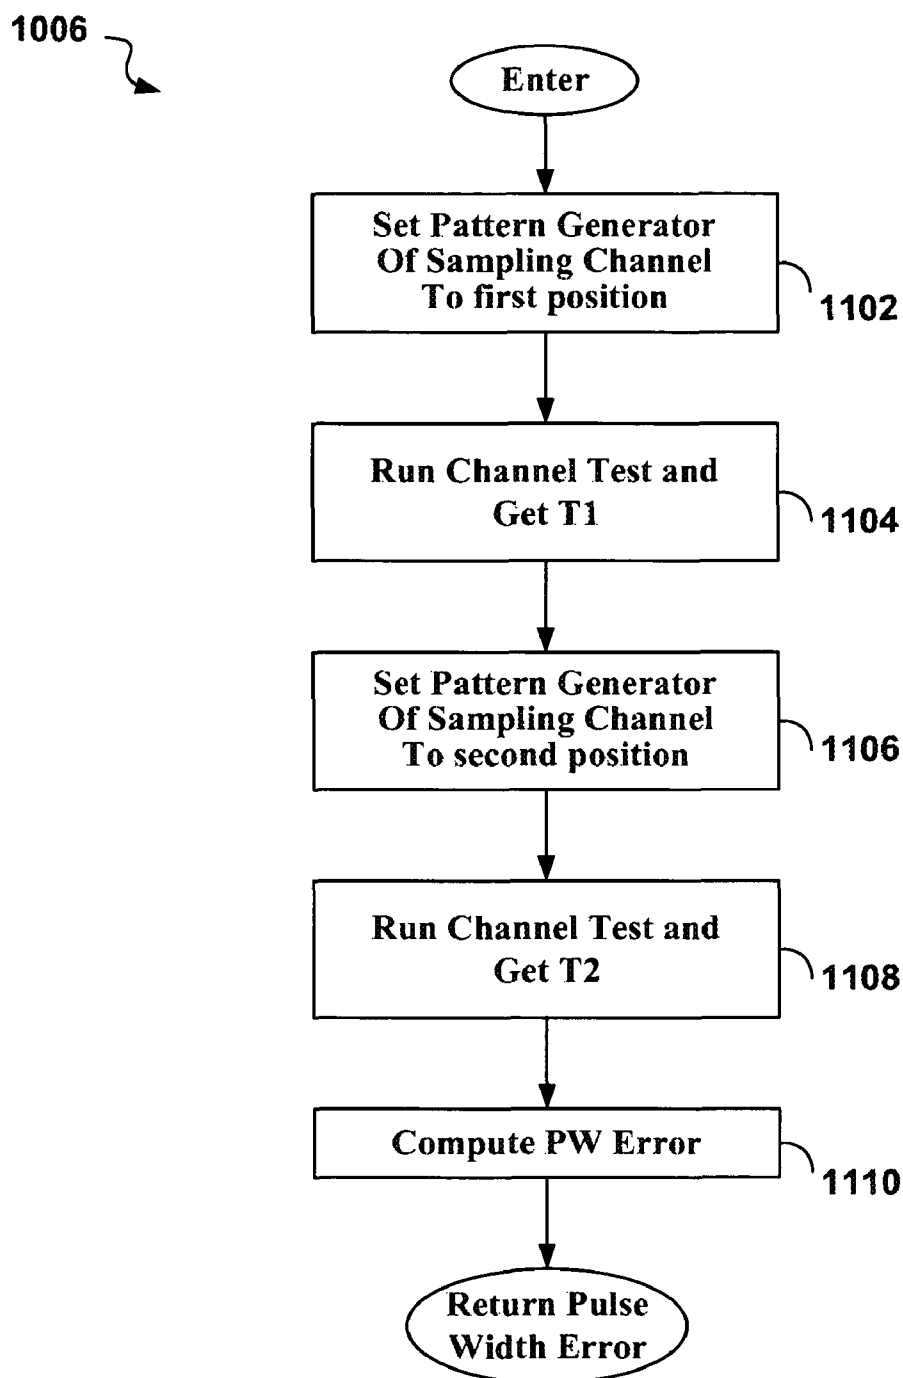 1006
Enter
Set Pattern Generator
Of Sampling Channel
To first position
1102
Run Channel Test and
Get T1
1104
Set Pattern Generator
Of Sampling Channel
To second position
1106
Run Channel Test and
Get T2
1108
Compute PW Error
1110
Return Pulse
Width Error